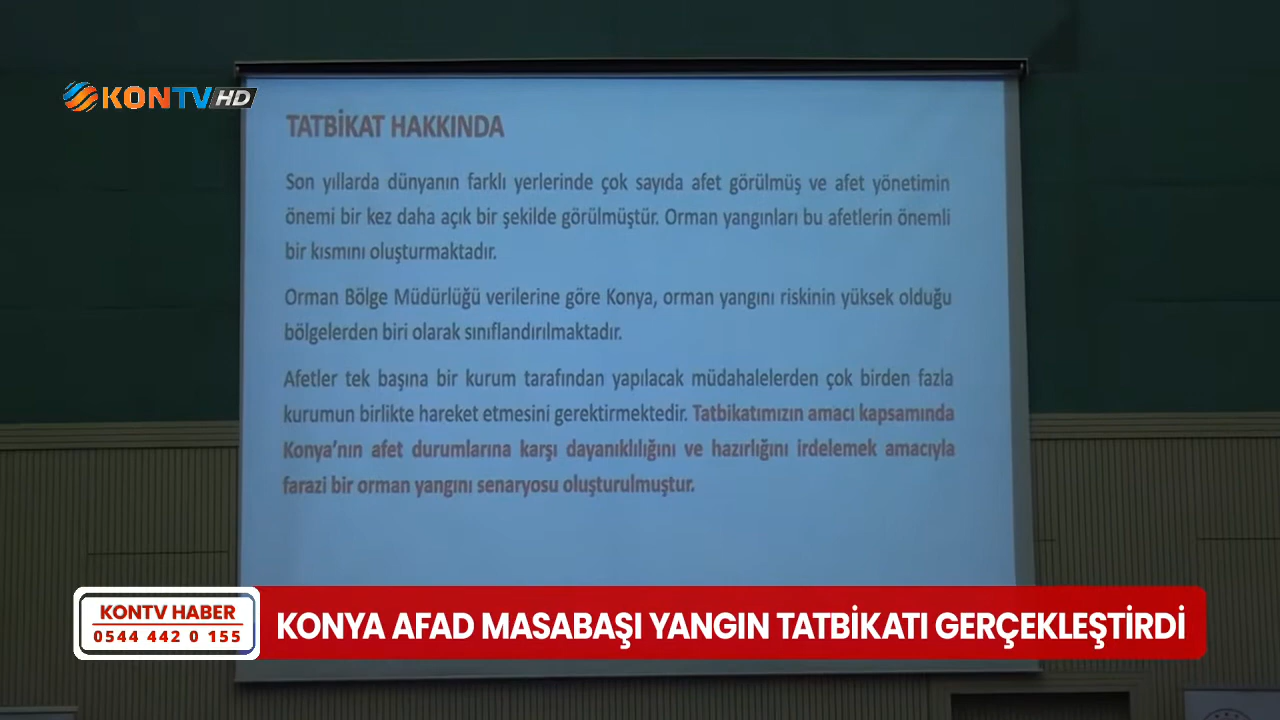 KONTV HD
TATBİKAT HAKKINDA
Son yıllarda dünyanın farklı yerlerinde çok sayıda afet görülmüş ve afet yönetimin
önemi bir kez daha açık bir şekilde görülmüştür. Orman yangınları bu afetlerin önemli
bir kısmını oluşturmaktadır.
Orman Bölge Müdürlüğü verilerine göre Konya, orman yangını riskinin yüksek olduğu
bölgelerden biri olarak sınıflandırılmaktadır.
Afetler tek başına bir kurum tarafından yapılacak müdahalelerden çok birden fazla
kurumun birlikte hareket etmesini gerektirmektedir. Tatbikatımızın amacı kapsamında
Konya’nın afet durumlarına karşı dayanıklılığını ve hazırlığını irdelemek amacıyla
farazi bir orman yangını senaryosu oluşturulmuştur.
KONTV HABER
0544 442 0 155
KONYA AFAD MASABAŞI YANGIN TATBİKATI GERÇEKLEŞTİRDİ